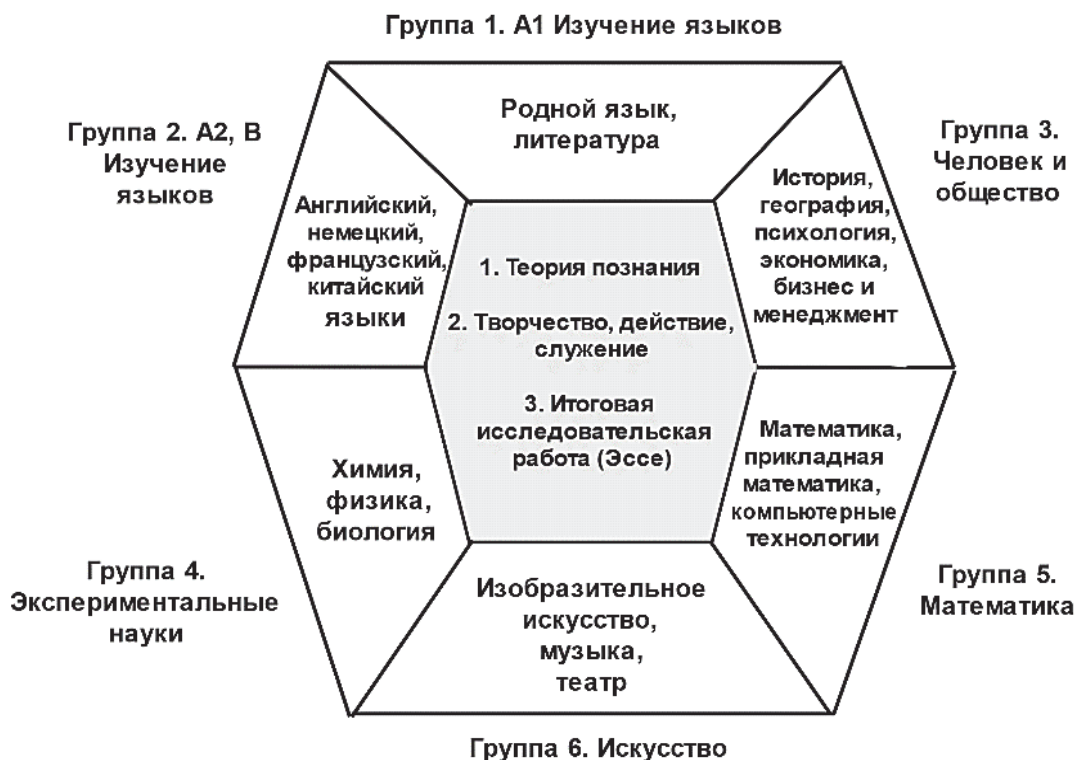 Группа 1. А1 Изучение языков
Родной язык,
литература
Группа 2. А2, В
Изучение
языков
Английский,
немецкий,
французский,
китайский
языки
Группа 3.
Человек и
общество
История,
география,
психология,
экономика,
бизнес и
менеджмент
1. Теория познания
2. Творчество, действие,
служение
3. Итоговая
исследовательская
работа (Эссе)
Химия,
физика,
биология
Группа 4.
Экспериментальные
науки
Математика,
прикладная
математика,
компьютерные
технологии
Группа 5.
Математика
Изобразительное
искусство,
музыка,
театр
Группа 6. Искусство